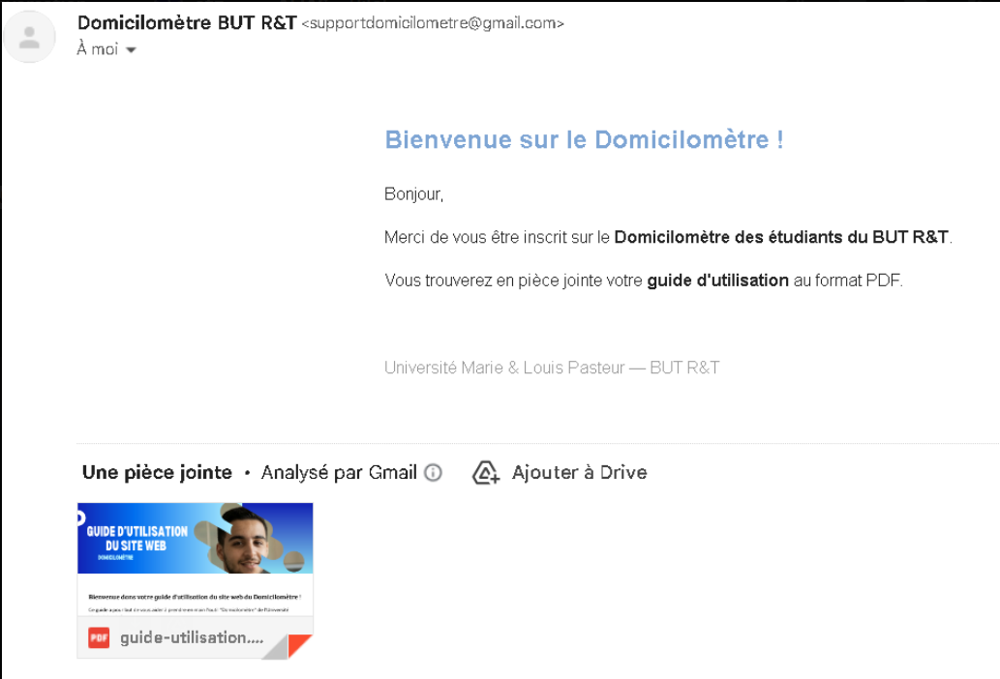 Domicilomètre BUT R&T <supportdomicilometre@gmail.com>
À moi
Bienvenue sur le Domicilomètre !
Bonjour,
Merci de vous être inscrit sur le Domicilomètre des étudiants du BUT R&T.
Vous trouverez en pièce jointe votre guide d'utilisation au format PDF.
Université Marie & Louis Pasteur — BUT R&T
Une pièce jointe • Analysé par Gmail Ajouter à Drive
GUIDE D'UTILISATION
DU SITE WEB
DOMICILOMÈTRE
Bienvenue dans votre guide d'utilisation du site web du Domicilomètre !
Ce guide a pour but de vous aider à prendre en main l'outil "Domicilomètre" de l'Université
PDF guide-utilisation....